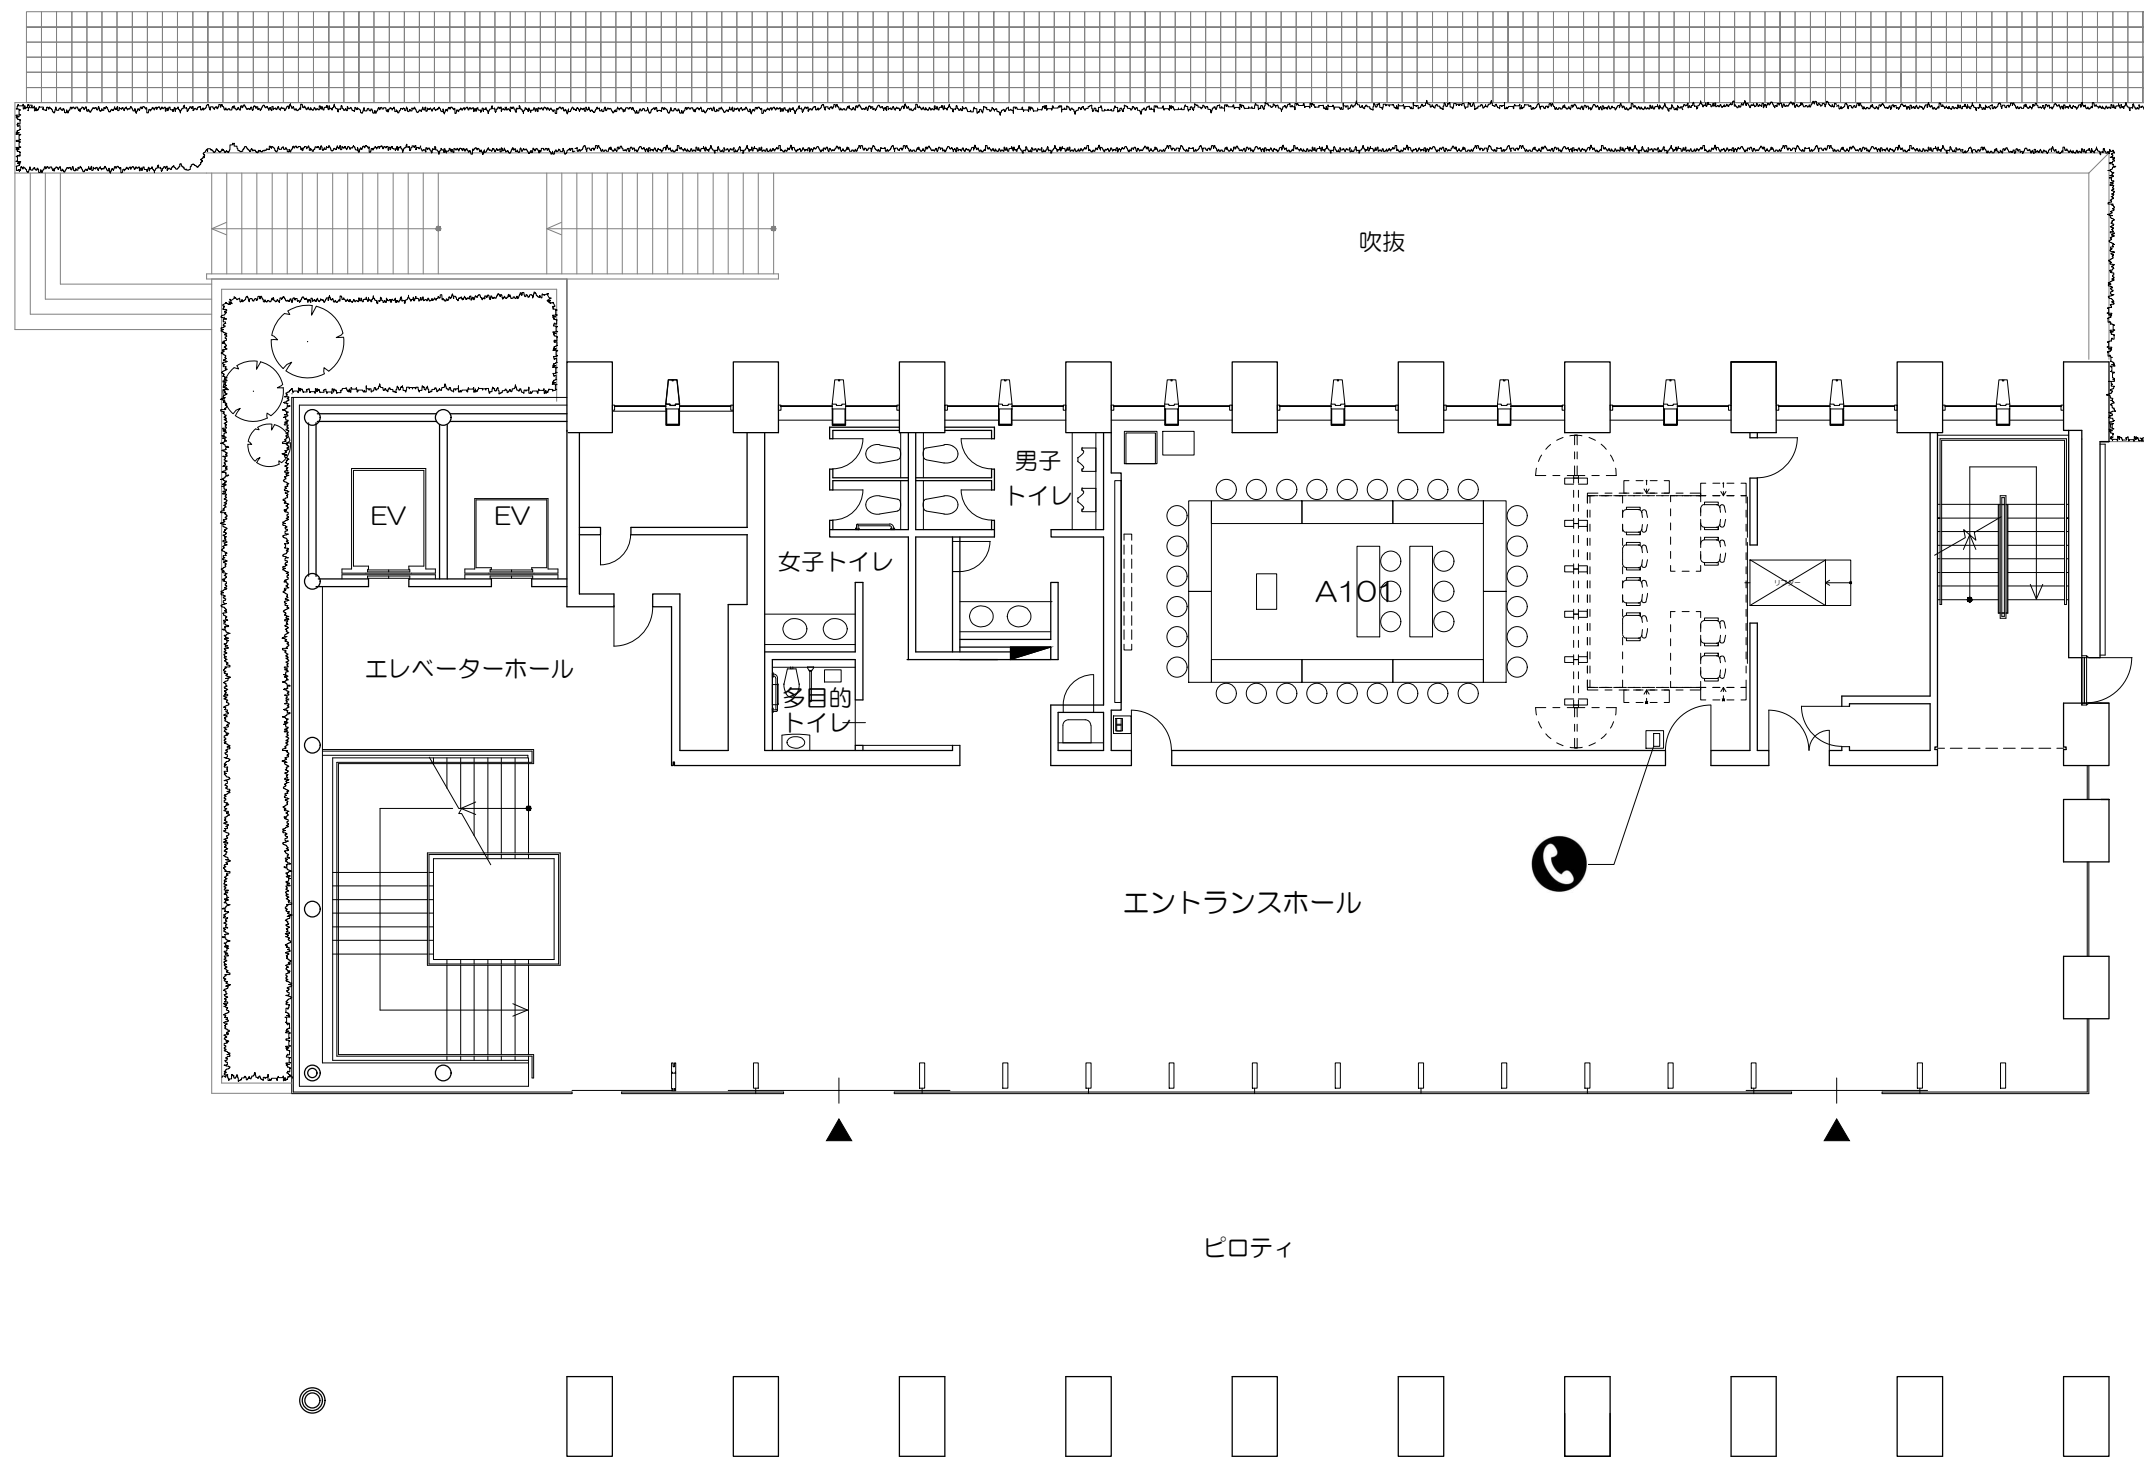 吹抜
男子
トイレ
EV
EV
女子トイレ
A101
エレベーターホール
多目的
トイレ
エントランスホール
ピロティ